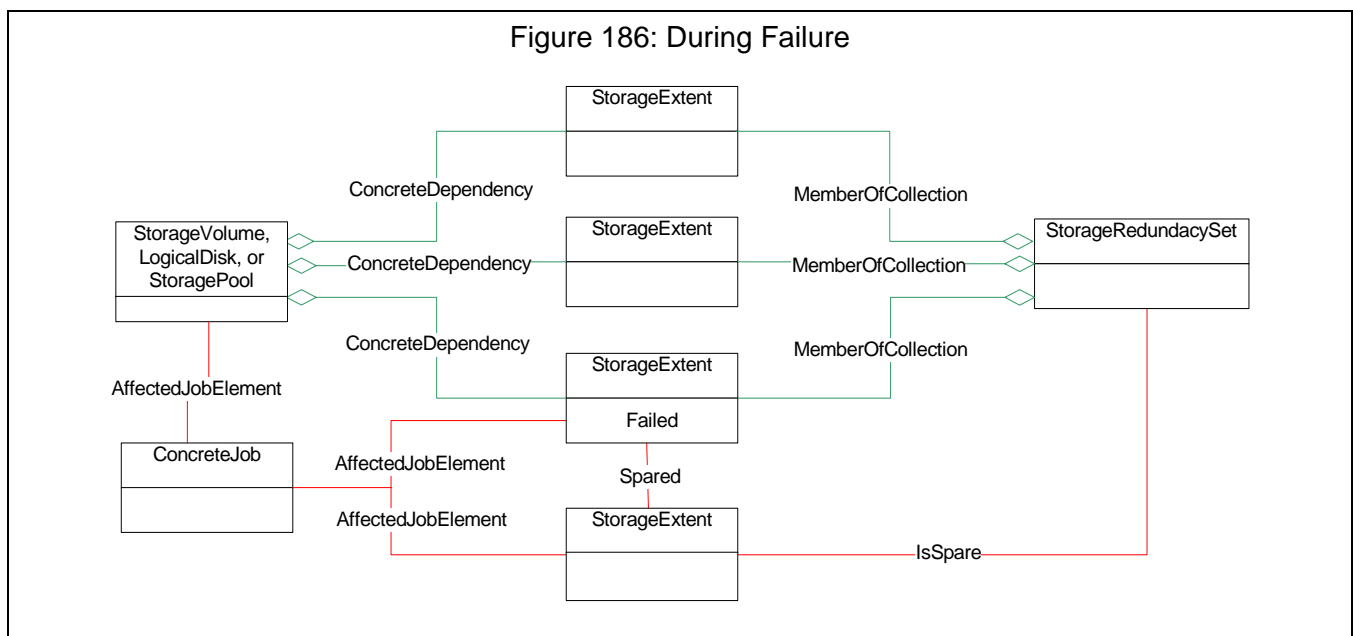 Figure 186: During Failure
StorageExtent
ConcreteDependency
MemberOfCollection
StorageVolume,
LogicalDisk, or
StoragePool
StorageExtent
StorageRedundacySet
ConcreteDependency
MemberOfCollection
ConcreteDependency
MemberOfCollection
StorageExtent
AffectedJobElement
Failed
ConcreteJob
AffectedJobElement
Spared
AffectedJobElement
StorageExtent
IsSpare